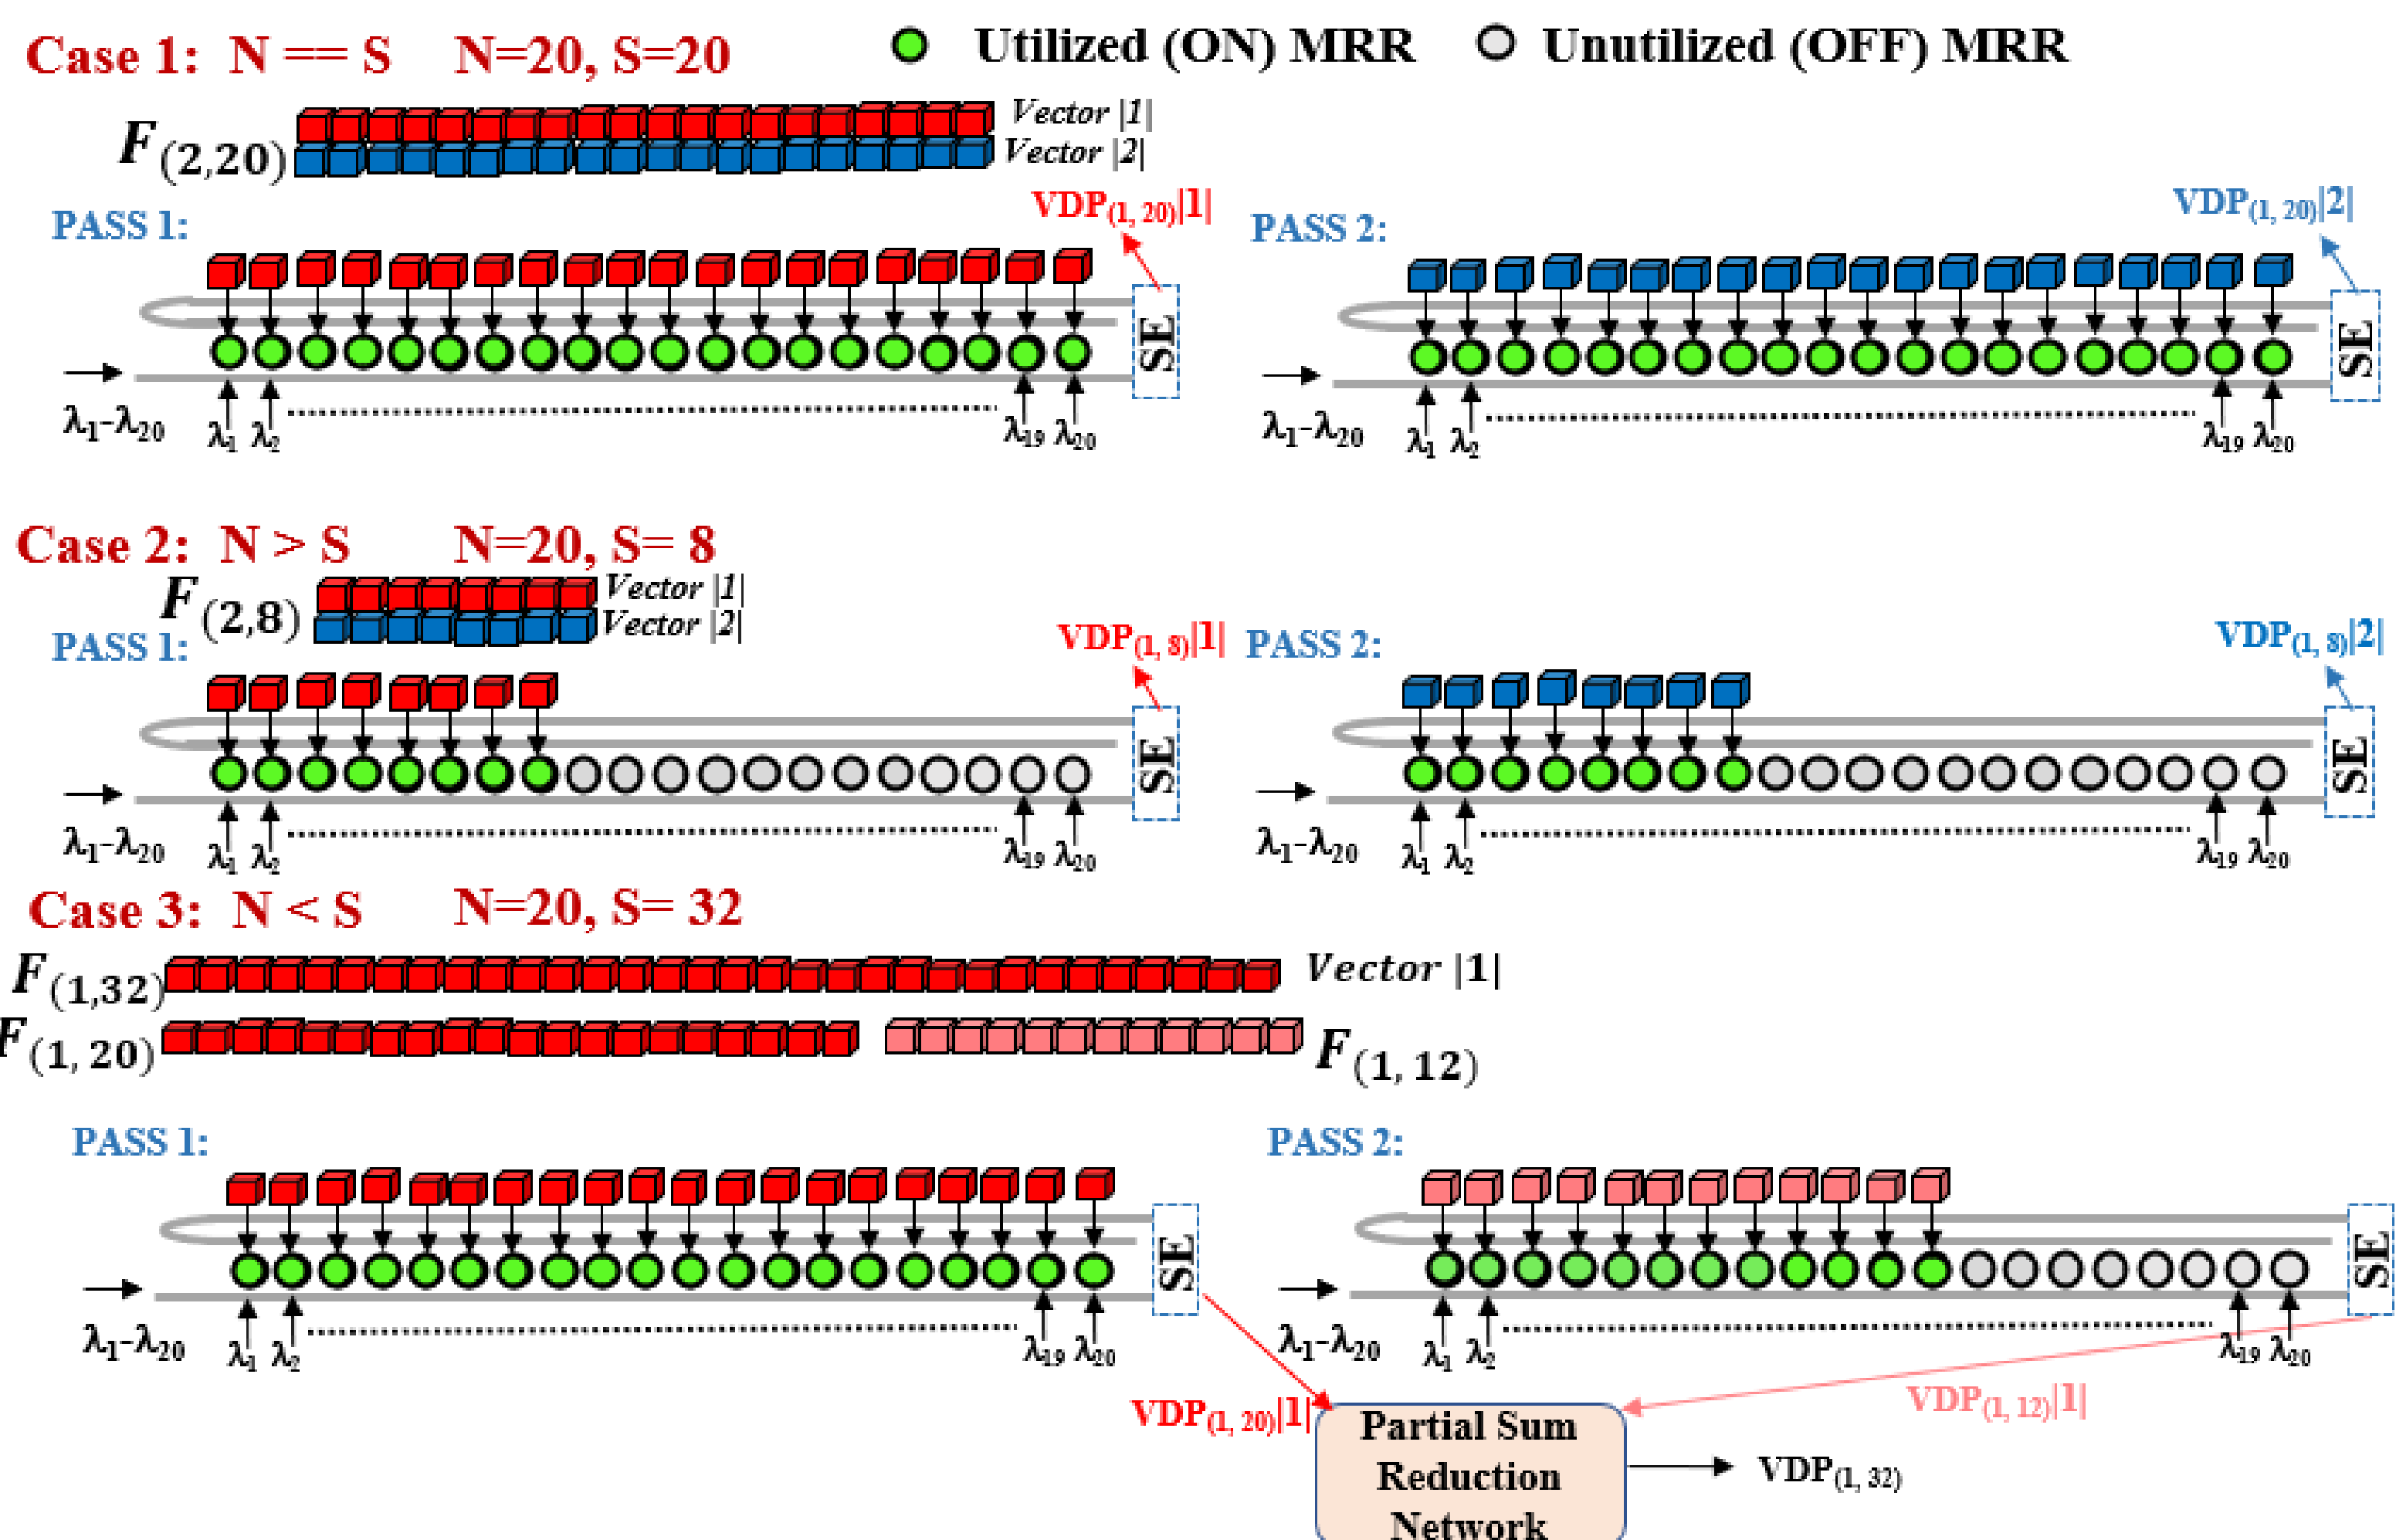 Case 1: N == S N=20, S=20
Utilized (ON) MRR
Unutilized (OFF) MRR
F(2,20)
Vector |1|
Vector |2|
PASS 1:
VDP(1, 20)|1|
SE
λ1-λ20
λ1 λ2
λ19 λ20
PASS 2:
VDP(1, 20)|2|
SE
λ1-λ20
λ1 λ2
λ19 λ20
Case 2: N > S N=20, S= 8
F(2,8)
Vector |1|
Vector |2|
PASS 1:
VDP(1, 8)|1|
SE
λ1-λ20
λ1 λ2
λ19 λ20
PASS 2:
VDP(1, 8)|2|
SE
λ1-λ20
λ1 λ2
λ19 λ20
Case 3: N < S N=20, S= 32
F(1,32)
Vector |1|
F(1, 20)
F(1, 12)
PASS 1:
SE
λ1-λ20
λ1 λ2
λ19 λ20
PASS 2:
SE
λ1-λ20
λ1 λ2
λ19 λ20
VDP(1, 20)|1|
VDP(1, 12)|1|
Partial Sum
Reduction
Network
VDP(1, 32)